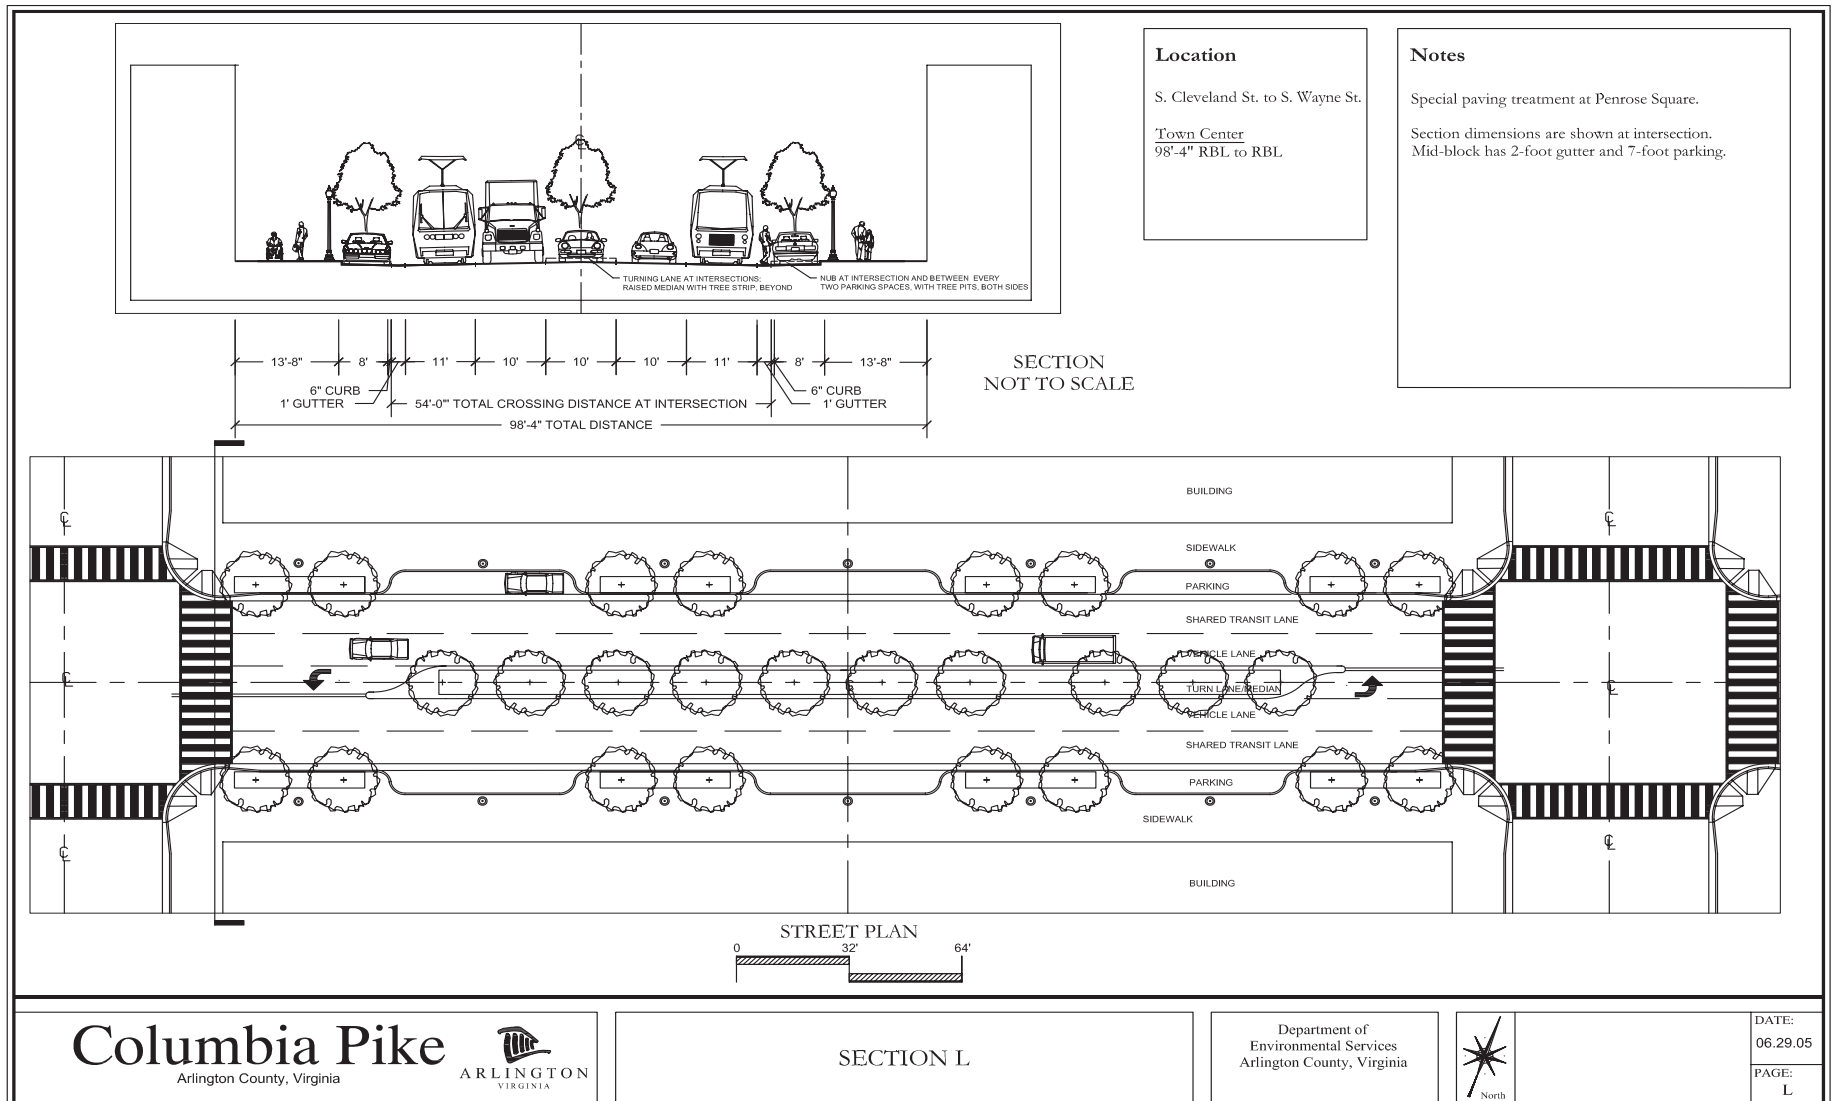 Location
S. Cleveland St. to S. Wayne St.
Town Center
98'-4" RBL to RBL
Notes
Special paving treatment at Penrose Square.
Section dimensions are shown at intersection.
Mid-block has 2-foot gutter and 7-foot parking.
TURNING LANE AT INTERSECTIONS;
RAISED MEDIAN WITH TREE STRIP, BEYOND
NUB AT INTERSECTION AND BETWEEN EVERY
TWO PARKING SPACES, WITH TREE PITS, BOTH SIDES
13'-8" 8' 11' 10' 10' 10' 11' 8' 13'-8"
6" CURB 6" CURB
1' GUTTER 54'-0'" TOTAL CROSSING DISTANCE AT INTERSECTION 1' GUTTER
98'-4" TOTAL DISTANCE
SECTION
NOT TO SCALE
BUILDING
SIDEWALK
PARKING
SHARED TRANSIT LANE
VEHICLE LANE
TURN LANE/MEDIAN
VEHICLE LANE
SHARED TRANSIT LANE
PARKING
SIDEWALK
BUILDING
STREET PLAN
0 32' 64'
Columbia Pike
Arlington County, Virginia
ARLINGTON
VIRGINIA
SECTION L
Department of
Environmental Services
Arlington County, Virginia
North
DATE:
06.29.05
PAGE:
L